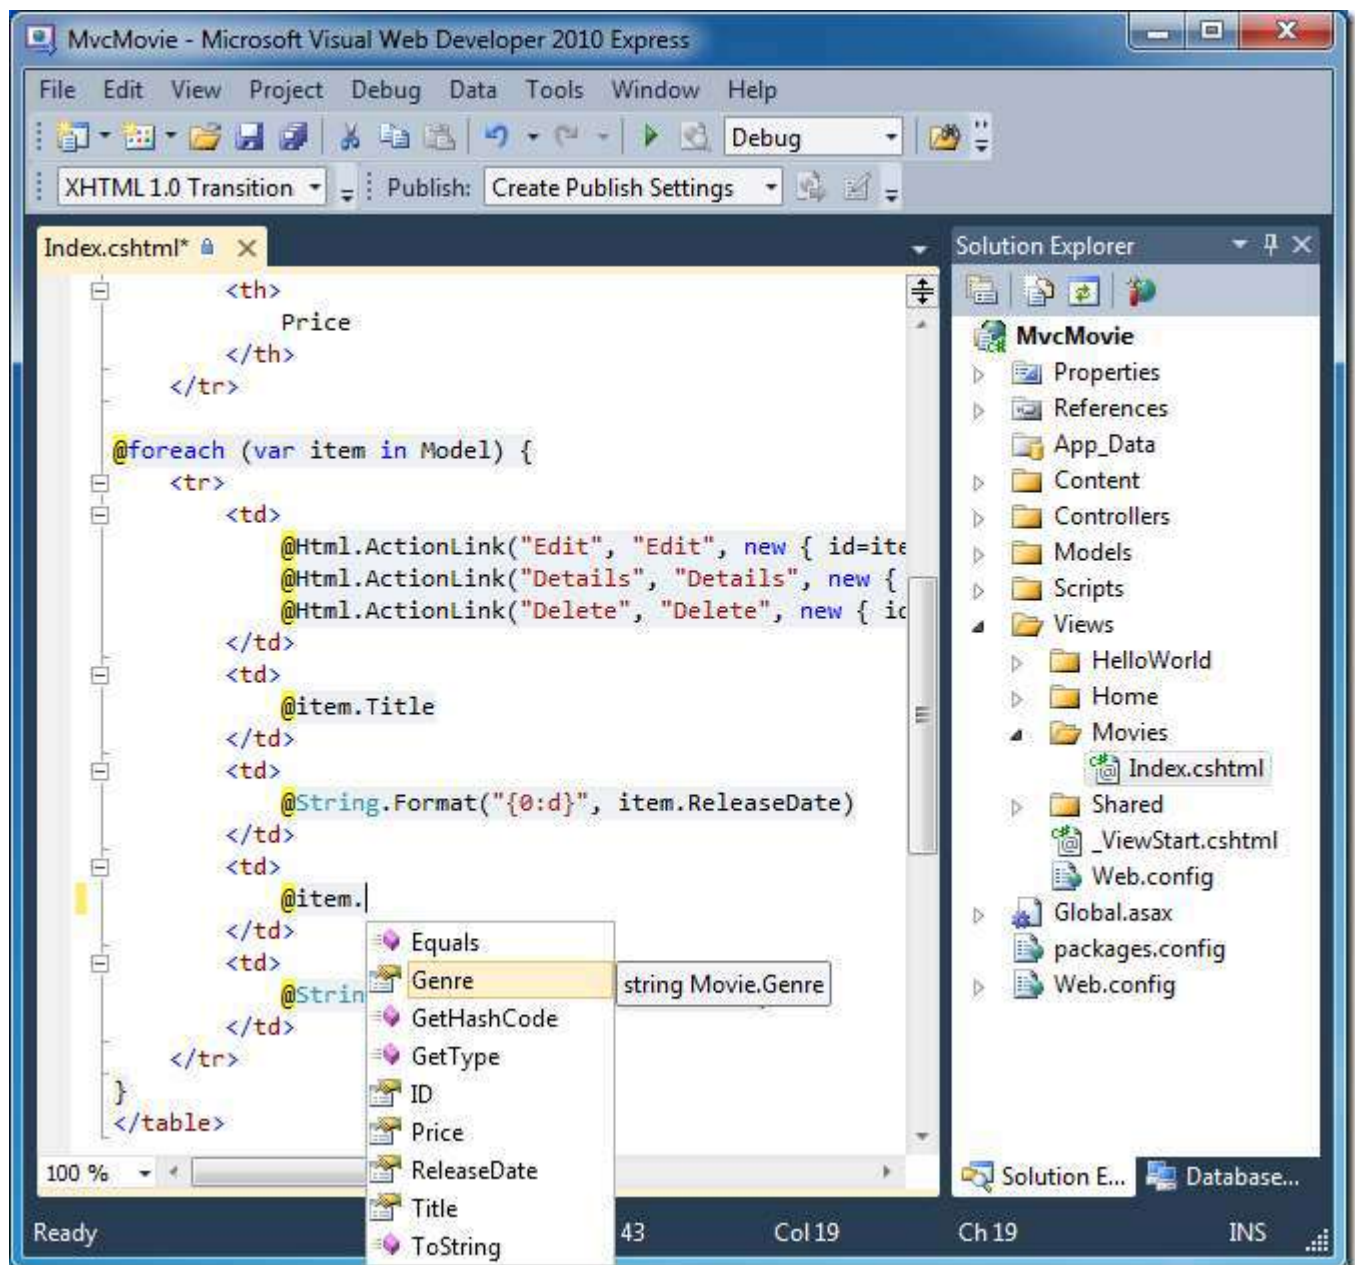 MvcMovie - Microsoft Visual Web Developer 2010 Express
File Edit View Project Debug Data Tools Window Help
Debug
XHTML 1.0 Transition Publish: Create Publish Settings
Index.cshtml*
<th>
Price
</th>
</tr>
@foreach (var item in Model) {
<tr>
<td>
@Html.ActionLink("Edit", "Edit", new { id=ite
@Html.ActionLink("Details", "Details", new {
@Html.ActionLink("Delete", "Delete", new { id
</td>
<td>
@item.Title
</td>
<td>
@String.Format("{0:d}", item.ReleaseDate)
</td>
<td>
@item.
</td>
<td>
@Strin
</td>
</tr>
}
</table>
Equals
Genre
string Movie.Genre
GetHashCode
GetType
ID
Price
ReleaseDate
Title
ToString
100 %
Solution Explorer
MvcMovie
Properties
References
App_Data
Content
Controllers
Models
Scripts
Views
HelloWorld
Home
Movies
Index.cshtml
Shared
_ViewStart.cshtml
Web.config
Global.asax
packages.config
Web.config
Solution E... Database...
Ready 43 Col 19 Ch 19 INS